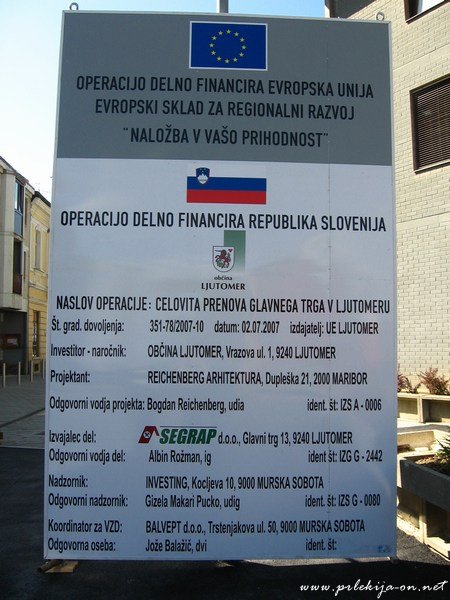 OPERACIJO DELNO FINANCIRA EVROPSKA UNIJA
EVROPSKI SKLAD ZA REGIONALNI RAZVOJ
"NALOŽBA V VAŠO PRIHODNOST"
OPERACIJO DELNO FINANCIRA REPUBLIKA SLOVENIJA
občina
LJUTOMER
NASLOV OPERACIJE: CELOVITA PRENOVA GLAVNEGA TRGA V LJUTOMERU
Št. grad. dovoljenja: 351-78/2007-10 datum: 02.07.2007 izdajatelj: UE LJUTOMER
Investitor - naročnik: OBČINA LJUTOMER, Vrazova ul. 1, 9240 LJUTOMER
Projektant: REICHENBERG ARHITEKTURA, Dupleška 21, 2000 MARIBOR
Odgovorni vodja projekta: Bogdan Reichenberg, udia ident. št: IZS A - 0006
Izvajalec del: SEGRAP d.o.o., Glavni trg 13, 9240 LJUTOMER
Odgovorni vodja del: Albin Rožman, ig ident št: IZG G - 2442
Nadzornik: INVESTING, Kocljeva 10, 9000 MURSKA SOBOTA
Odgovorni nadzornik: Gizela Makari Pucko, udig ident. št: IZS G - 0080
Koordinator za VZD: BALVEPT d.o.o., Trstenjakova ul. 50, 9000 MURSKA SOBOTA
Odgovorna oseba: Jože Balažič, dvi ident. št:
www.prlekija-on.net